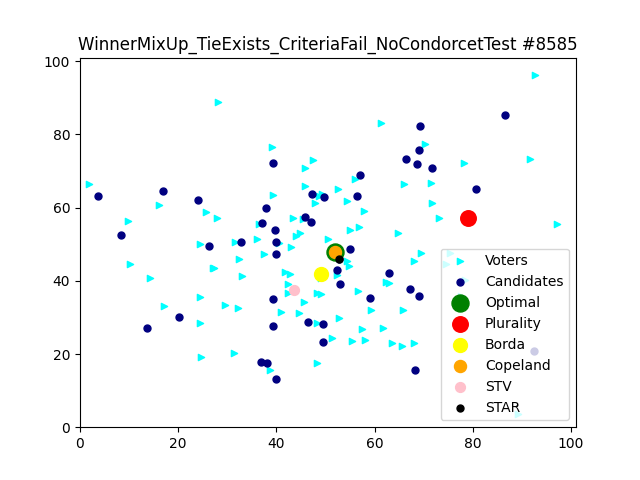 WinnerMixUp_TieExists_CriteriaFail_NoCondorcetTest #8585
100
80
60
40
20
0
Voters
Candidates
Optimal
Plurality
Borda
Copeland
STV
STAR
0 20 40 60 80 100